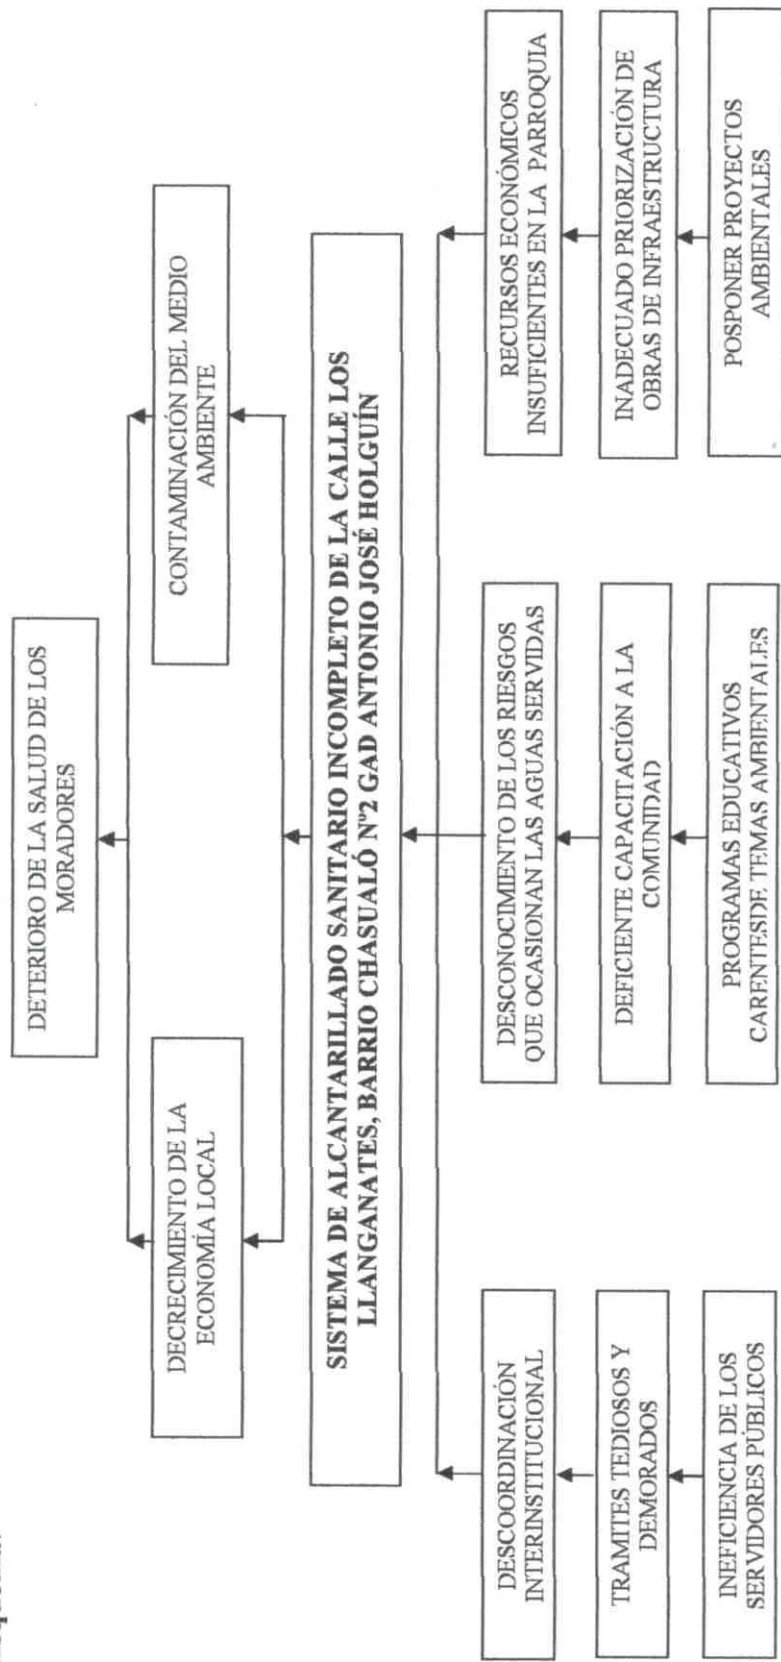 DETERIORO DE LA SALUD DE LOS
MORADORES
DECRECIMIENTO DE LA
ECONOMÍA LOCAL
CONTAMINACIÓN DEL MEDIO
AMBIENTE
SISTEMA DE ALCANTARILLADO SANITARIO INCOMPLETO DE LA CALLE LOS
LLANGANATES, BARRIO CHASUALÓ Nº2 GAD ANTONIO JOSÉ HOLGUÍN
DESCOORDINACIÓN
INTERINSTITUCIONAL
TRAMITES TEDIOSOS Y
DEMORADOS
INEFICIENCIA DE LOS
SERVIDORES PÚBLICOS
DESCONOCIMIENTO DE LOS RIESGOS
QUE OCASIONAN LAS AGUAS SERVIDAS
DEFICIENTE CAPACITACIÓN A LA
COMUNIDAD
PROGRAMAS EDUCATIVOS
CARENTESDE TEMAS AMBIENTALES
RECURSOS ECONÓMICOS
INSUFICIENTES EN LA PARROQUIA
INADECUADO PRIORIZACIÓN DE
OBRAS DE INFRAESTRUCTURA
POSPONER PROYECTOS
AMBIENTALES